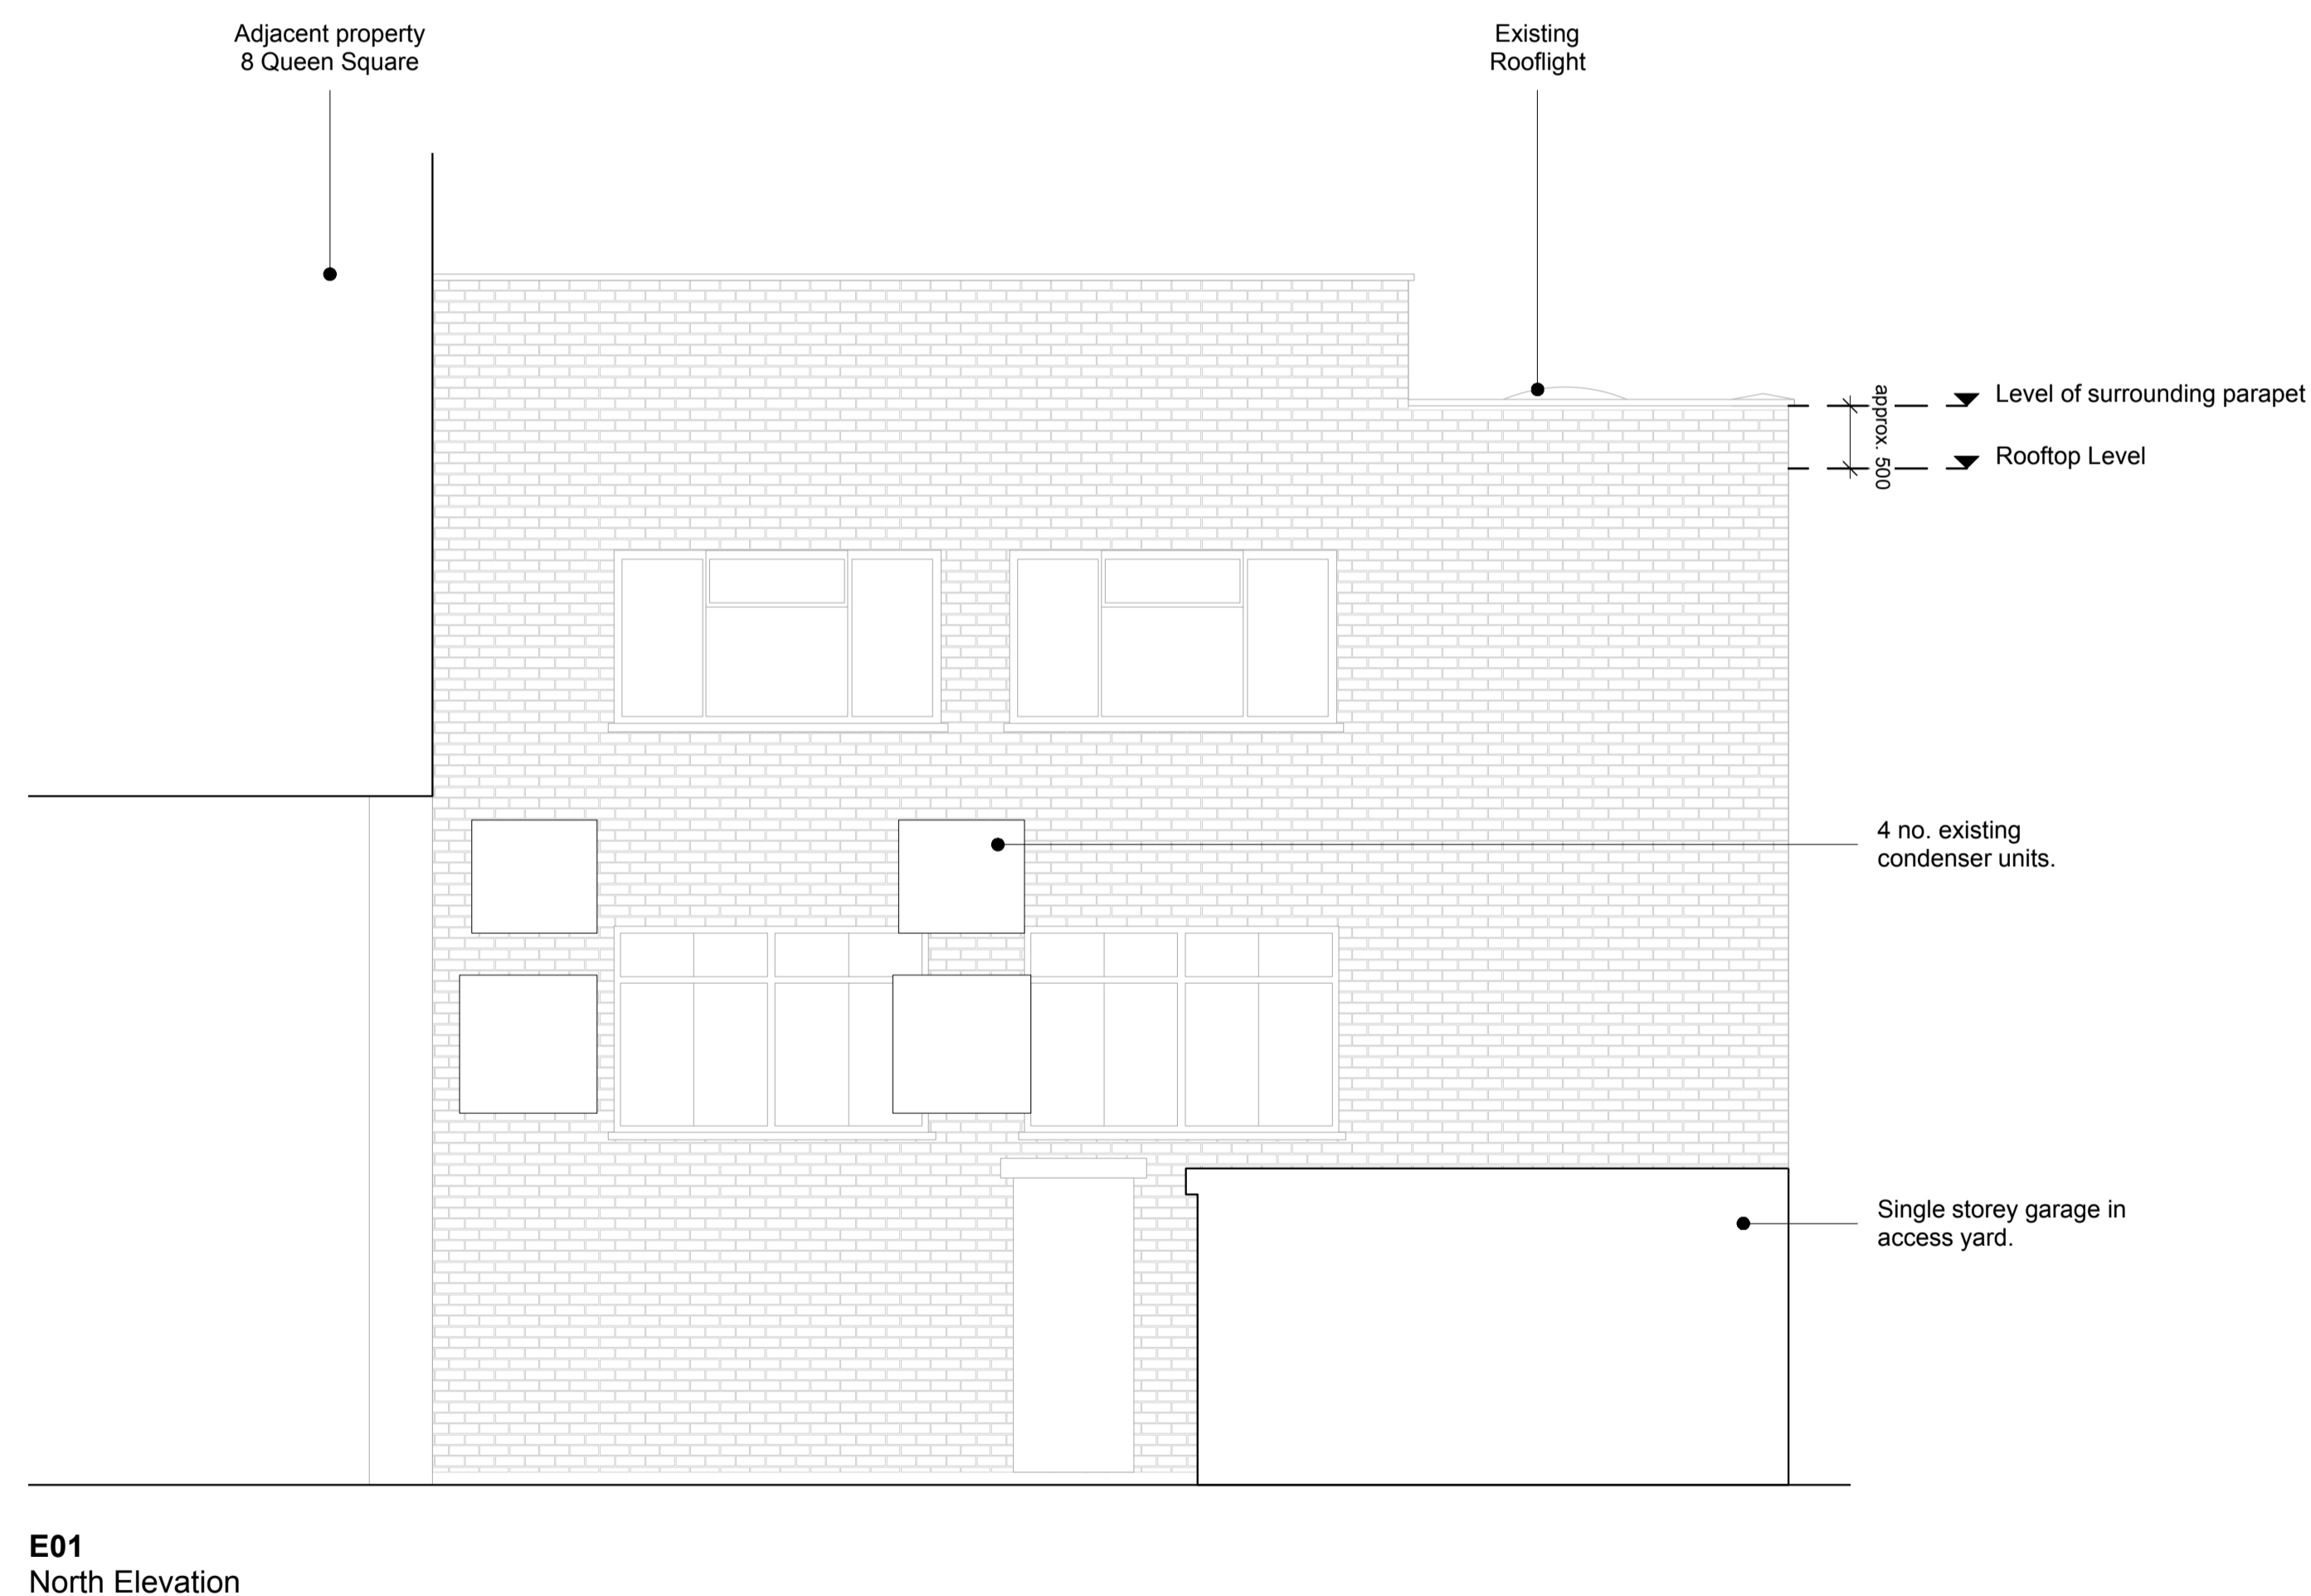 Adjacent property
8 Queen Square
Existing
Rooflight
Level of surrounding parapet
approx. 500
Rooftop Level
4 no. existing
condenser units.
Single storey garage in
access yard.
E01
North Elevation